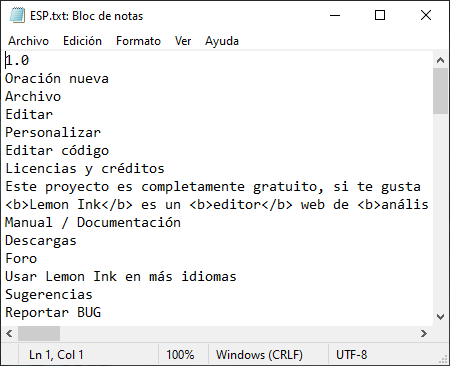 ESP.txt: Bloc de notas
Archivo Edición Formato Ver Ayuda
1.0
Oración nueva
Archivo
Editar
Personalizar
Editar código
Licencias y créditos
Este proyecto es completamente gratuito, si te gusta
<b>Lemon Ink</b> es un <b>editor</b> web de <b>anális
Manual / Documentación
Descargas
Foro
Usar Lemon Ink en más idiomas
Sugerencias
Reportar BUG
Ln 1, Col 1 100% Windows (CRLF) UTF-8